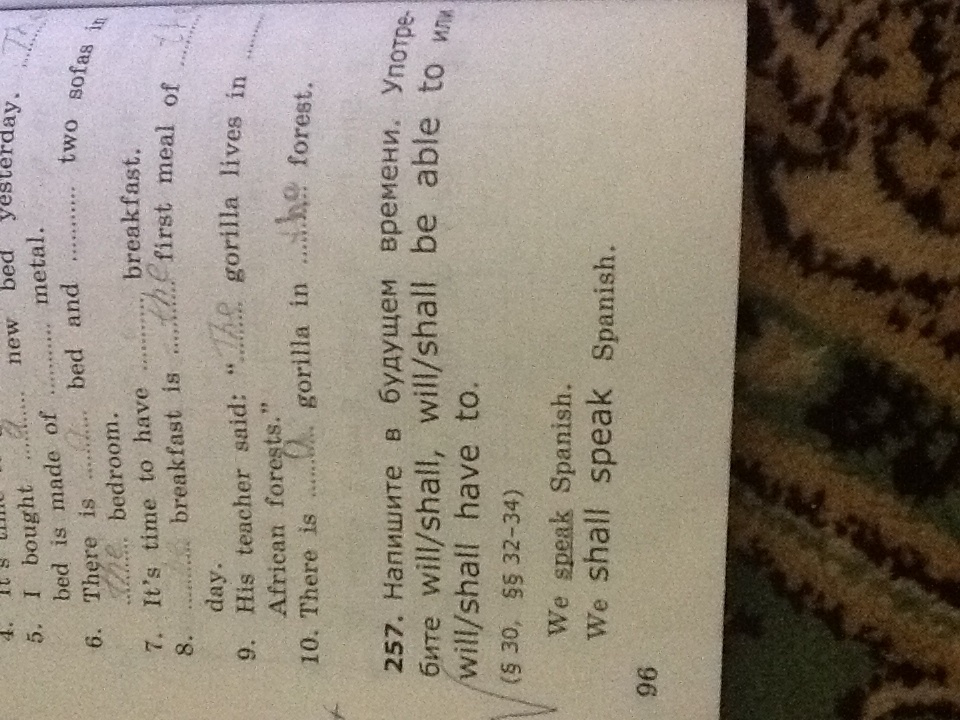 4. It's time
5. I bought ...a... new bed yesterday.
bed is made of .......... metal.
6. There is ...a... bed and .......... two sofas in
...the... bedroom.
7. It's time to have .......... breakfast.
8. .......... breakfast is ...the... first meal of
day.
9. His teacher said: “...The... gorilla lives in ..........
African forests.”
10. There is ...a... gorilla in ...the... forest.
257. Напишите в будущем времени. Употре-
бите will/shall, will/shall be able to или
will/shall have to.
(§ 30, §§ 32–34)
We speak Spanish.
We shall speak Spanish.
96